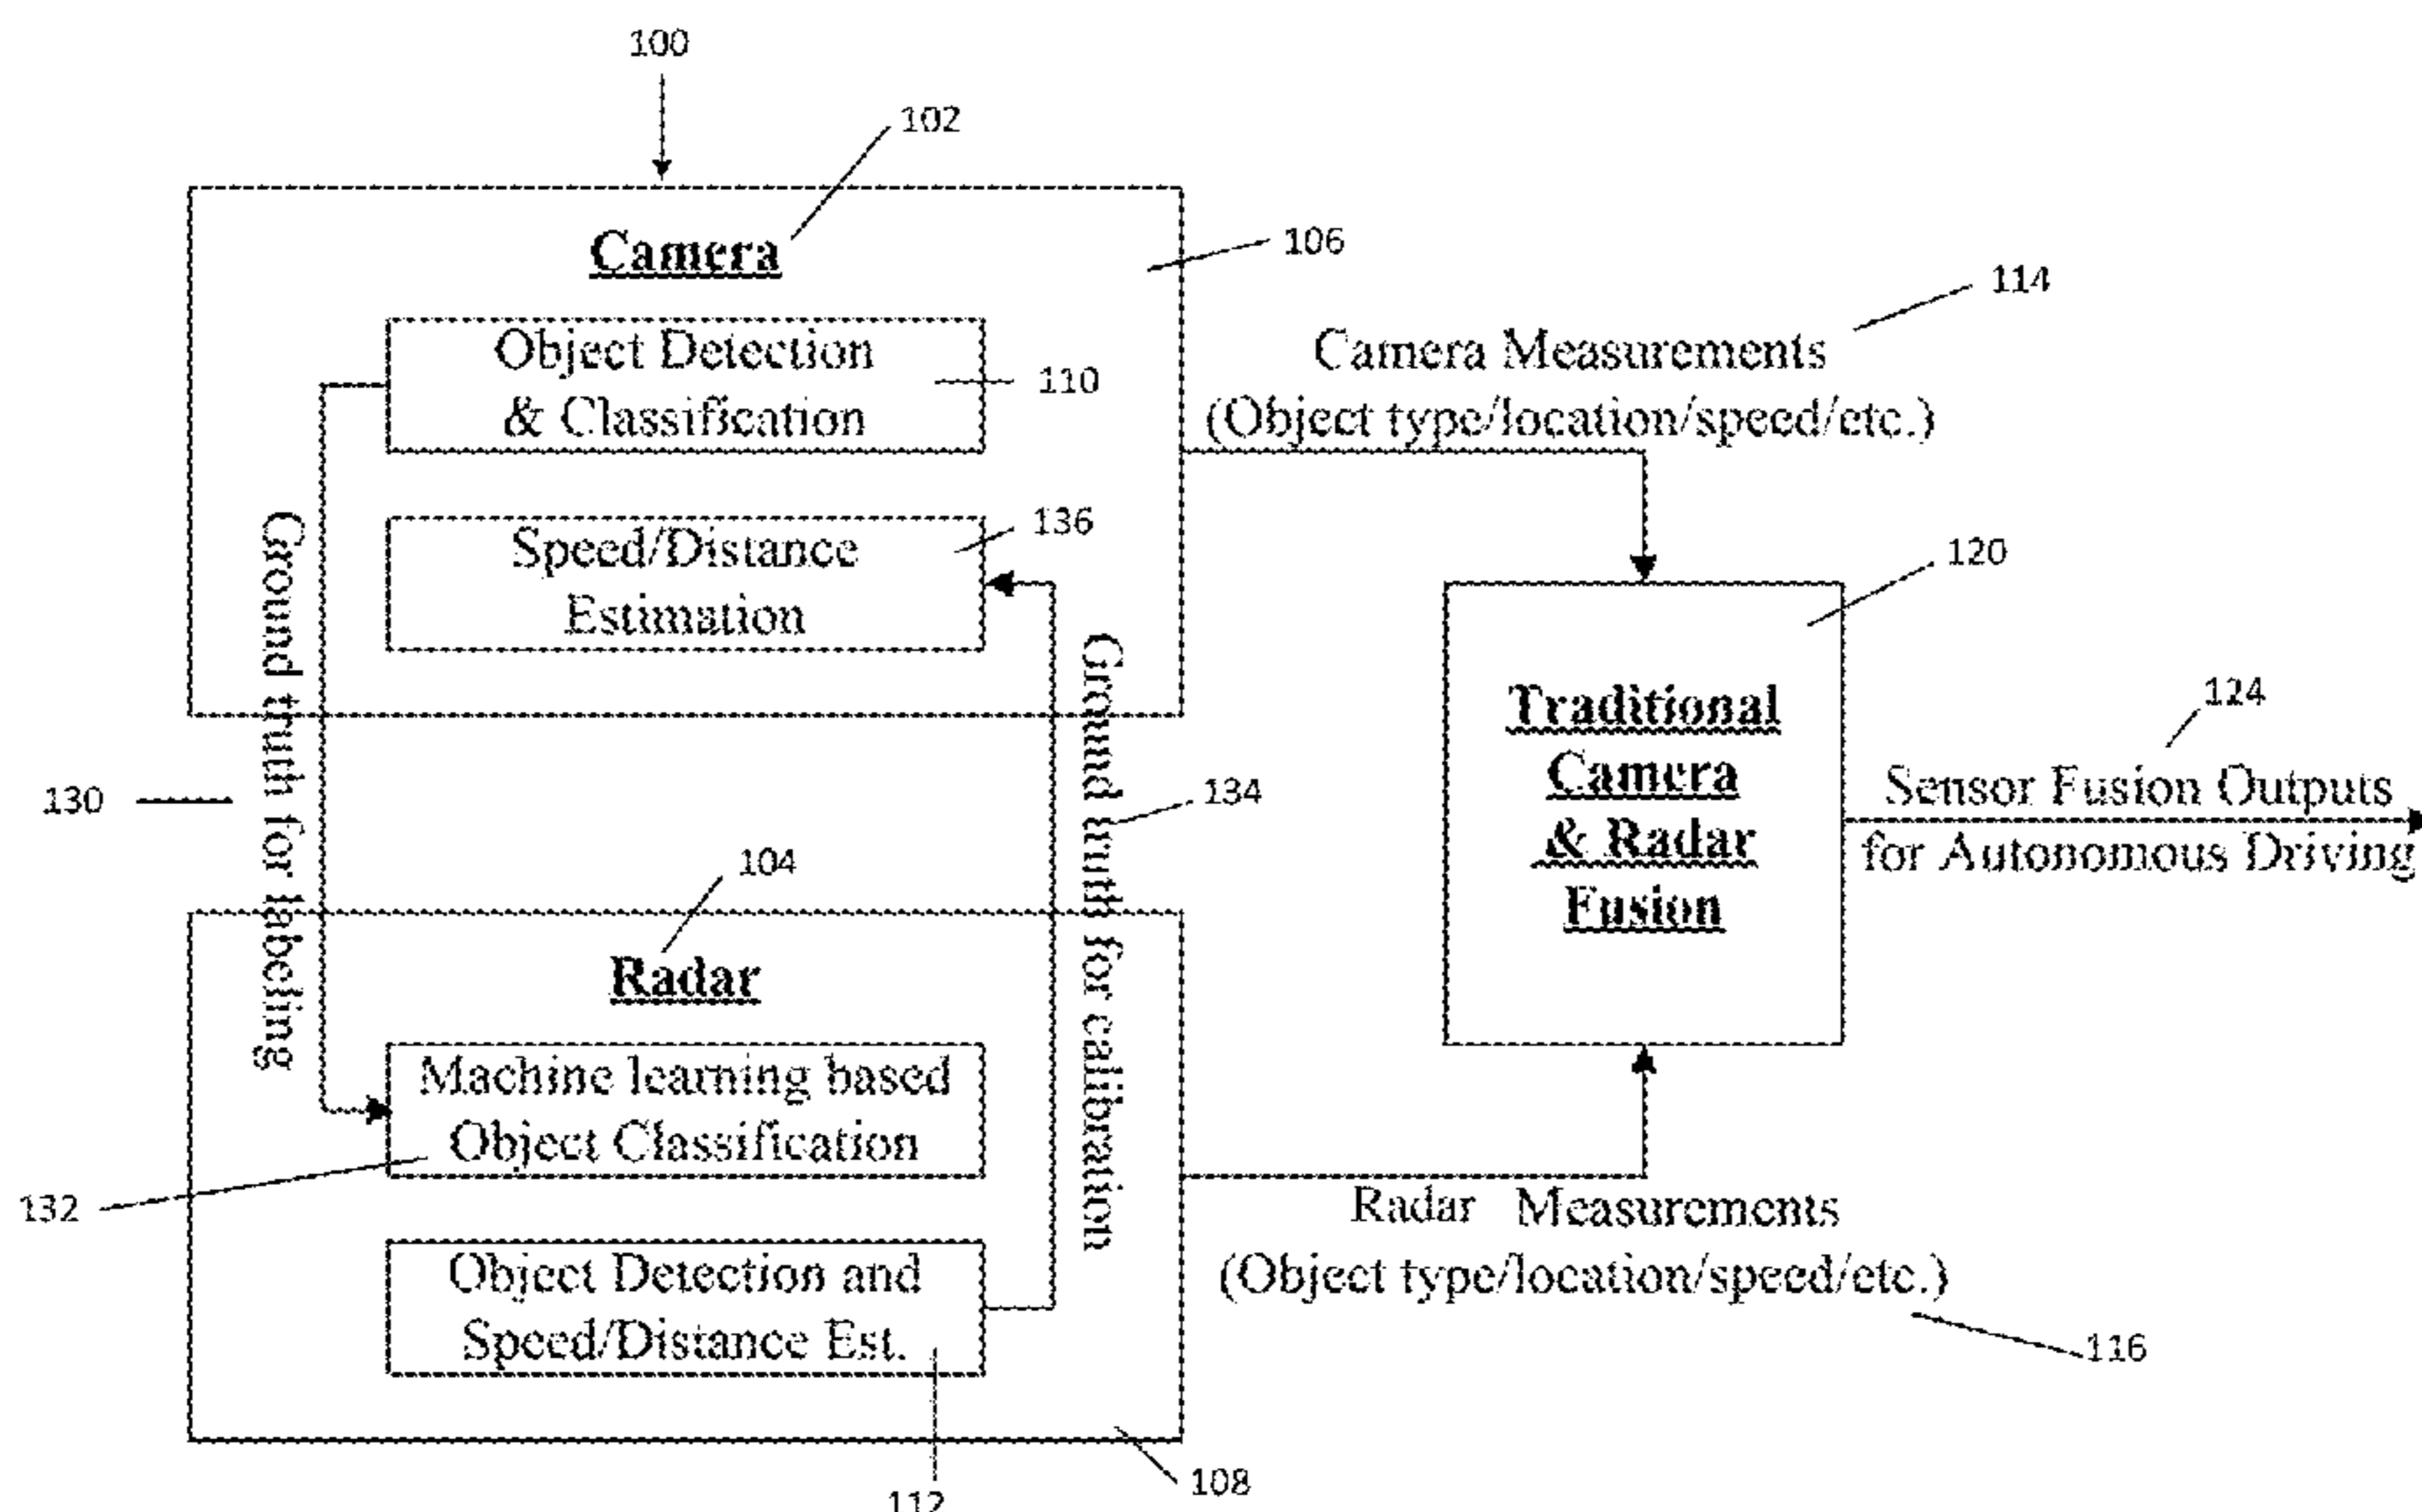 100
102
Camera
106
Object Detection
& Classification
110
114
Camera Measurements
(Object type/location/speed/etc.)
Speed/Distance
Estimation
136
120
Ground truth for labeling
130
Ground truth for calibration
134
Traditional
Camera
& Radar
Fusion
124
Sensor Fusion Outputs
for Autonomous Driving
104
Radar
Machine learning based
Object Classification
132
Radar Measurements
(Object type/location/speed/etc.)
116
Object Detection and
Speed/Distance Est.
108
112